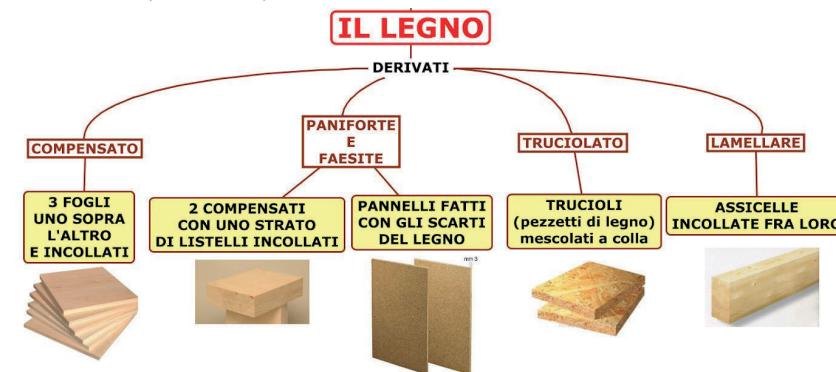 IL LEGNO
DERIVATI
COMPENSATO
PANIFORTE
E
FAESITE
TRUCIOLATO
LAMELLARE
3 FOGLI
UNO SOPRA
L'ALTRO
E INCOLLATI
2 COMPENSATI
CON UNO STRATO
DI LISTELLI INCOLLATI
PANNELLI FATTI
CON GLI SCARTI
DEL LEGNO
TRUCIOLI
(pezzetti di legno)
mescolati a colla
ASSICELLE
INCOLLATE FRA LORO
mm 3